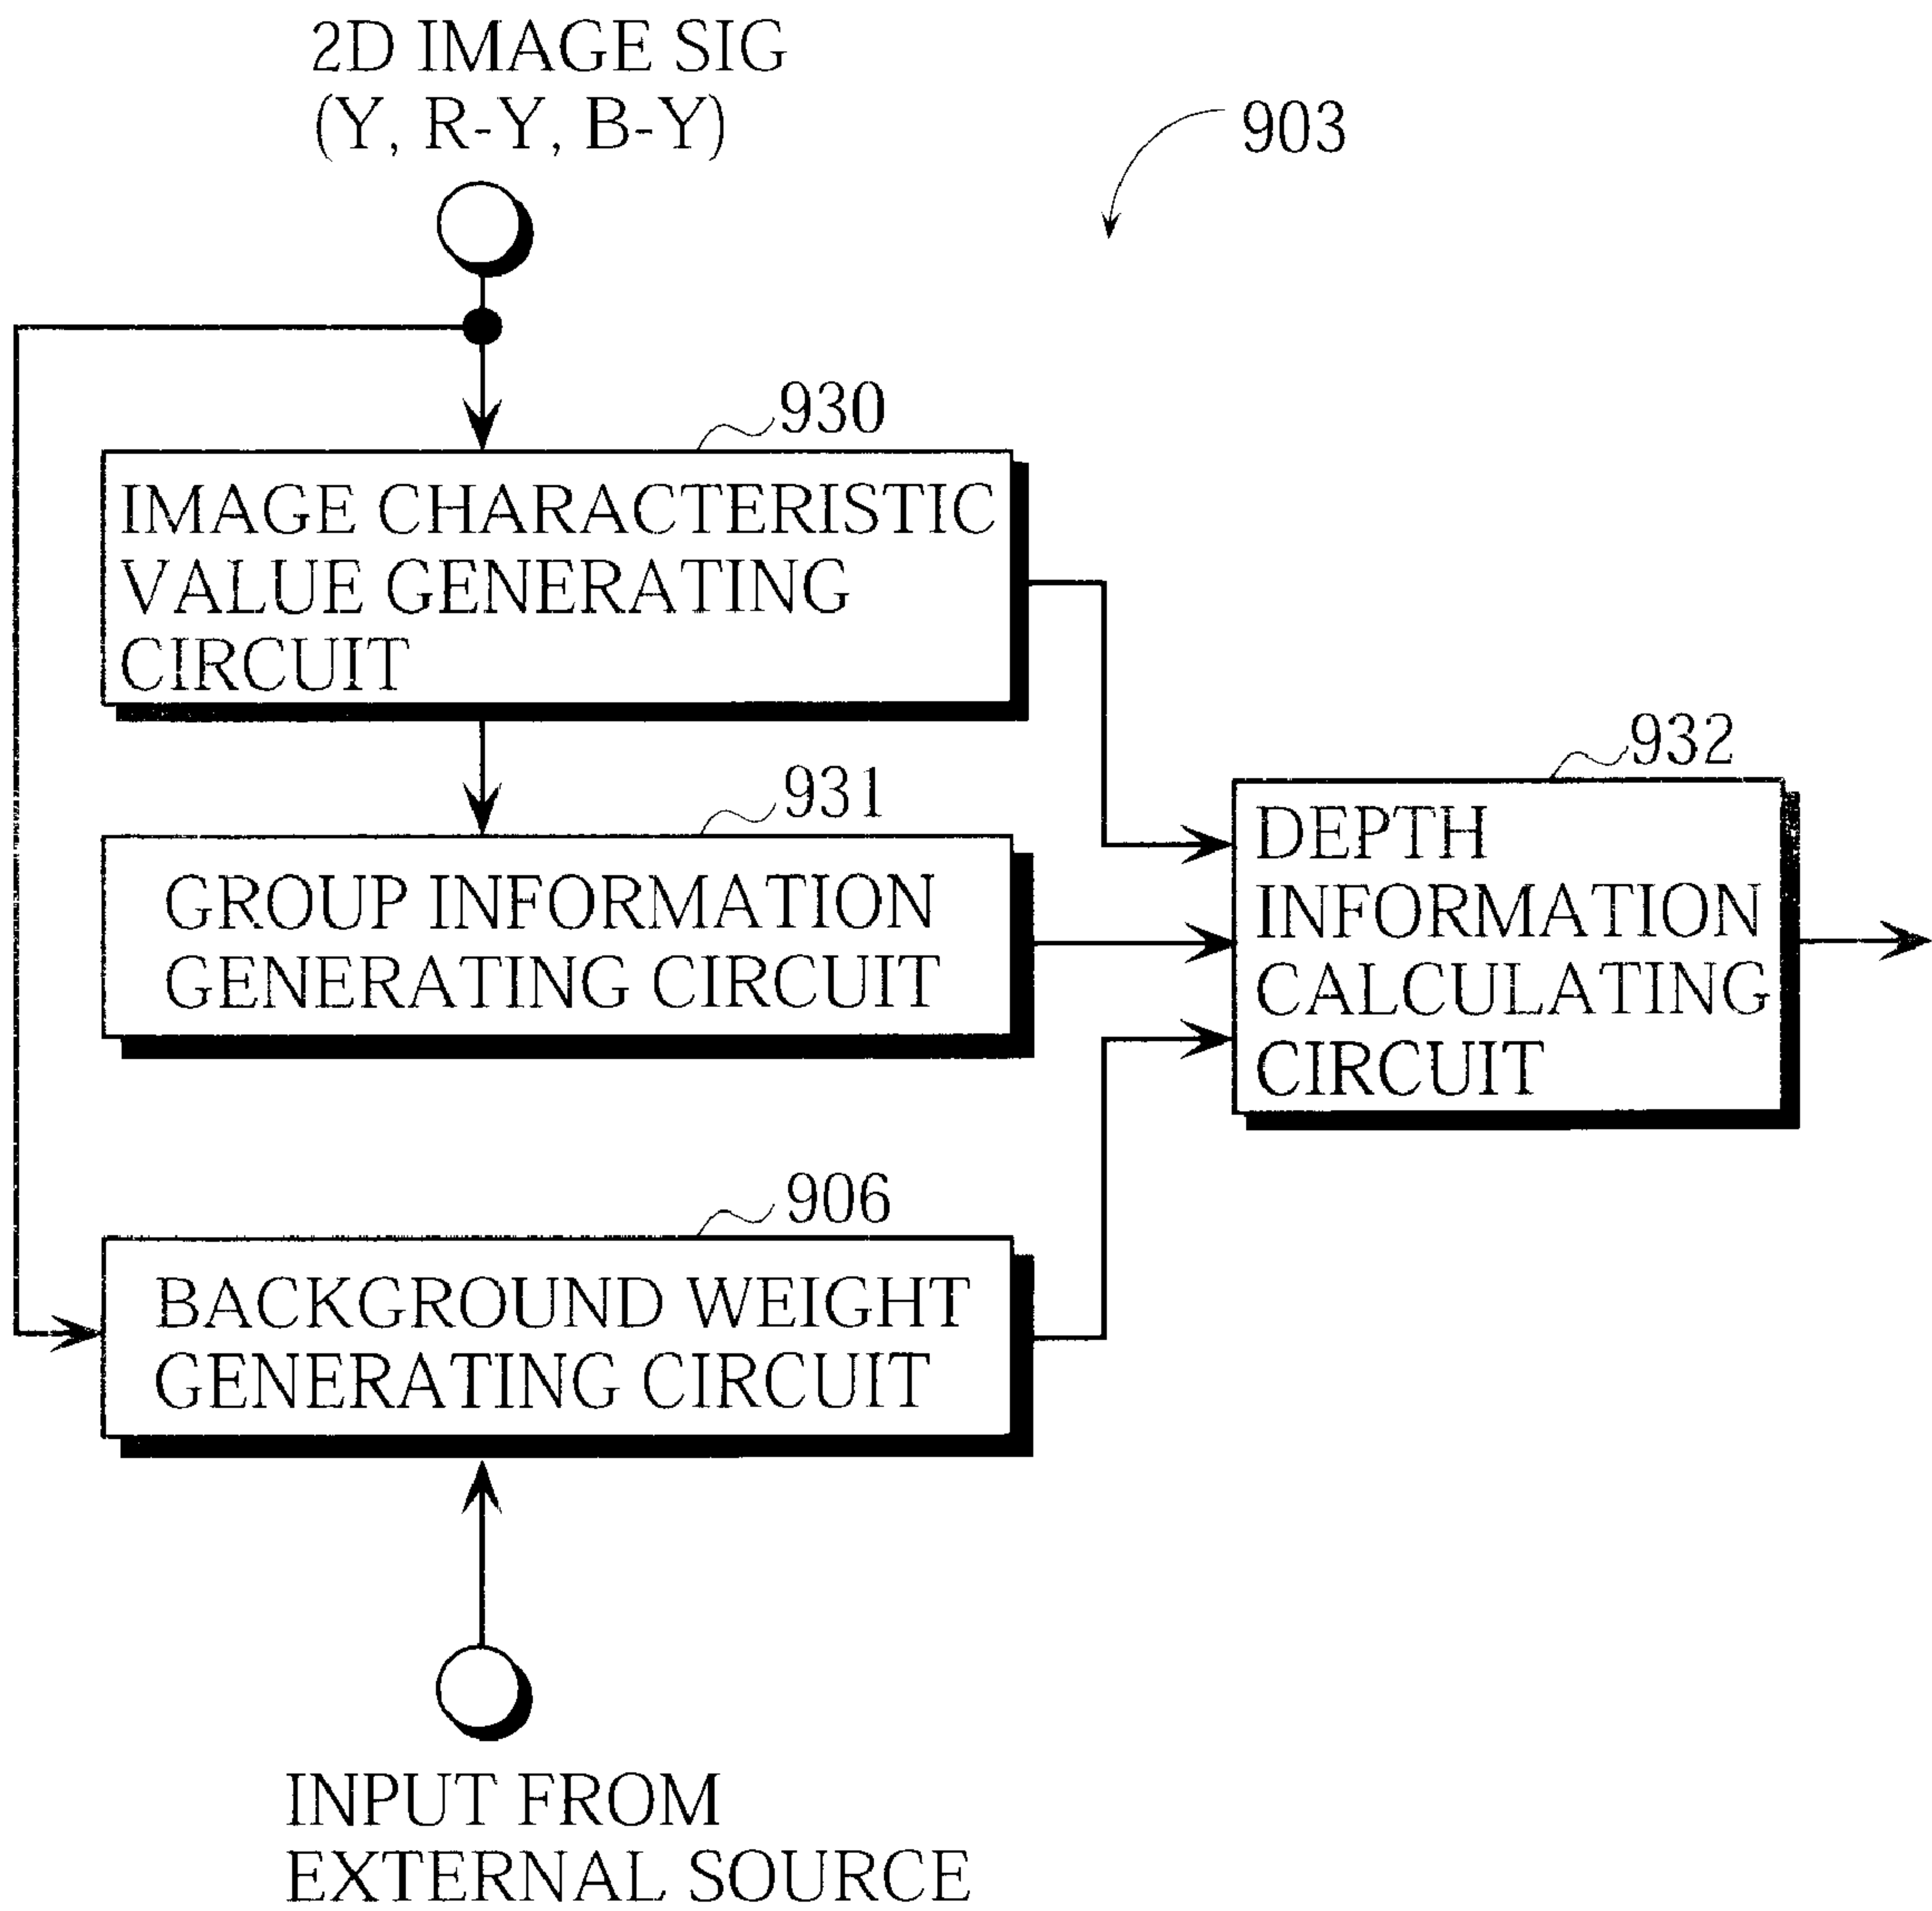 2D IMAGE SIG
(Y, R-Y, B-Y)
903
930
IMAGE CHARACTERISTIC
VALUE GENERATING
CIRCUIT
931
GROUP INFORMATION
GENERATING CIRCUIT
932
DEPTH
INFORMATION
CALCULATING
CIRCUIT
906
BACKGROUND WEIGHT
GENERATING CIRCUIT
INPUT FROM
EXTERNAL SOURCE